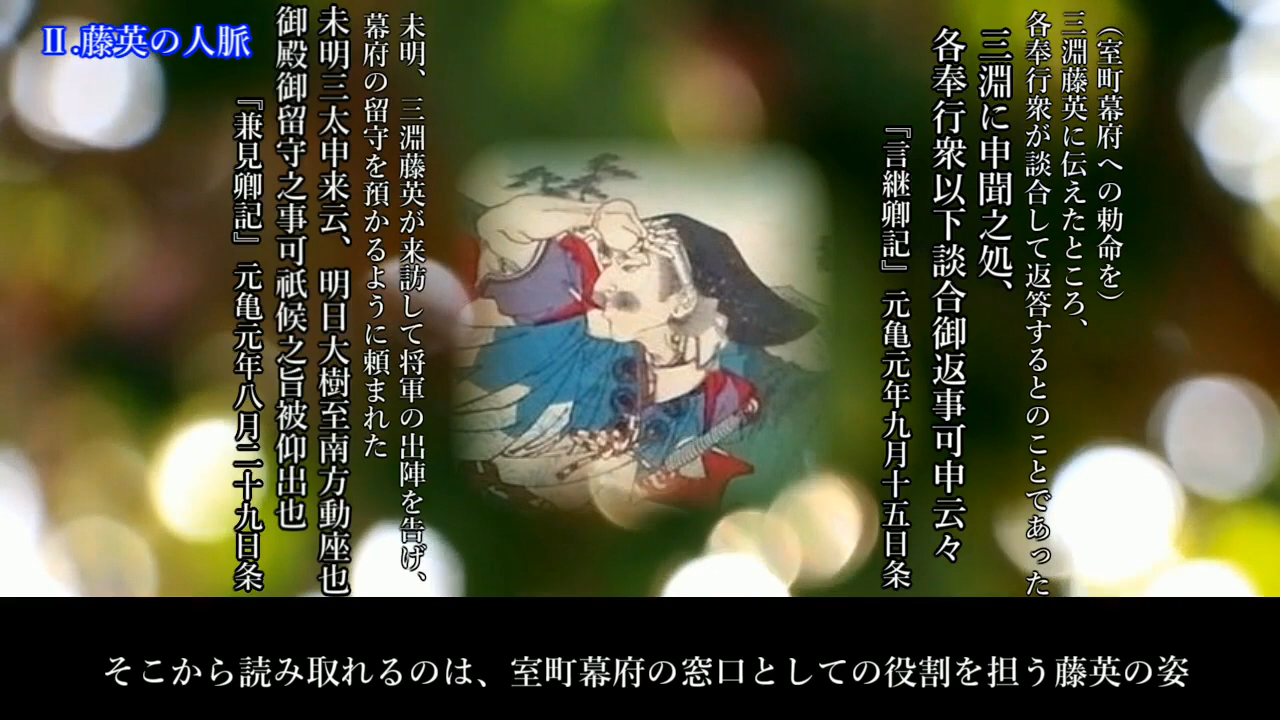 Ⅱ.藤英の人脈
(室町幕府への勅命を)
三淵藤英に伝えたところ、
各奉行衆が談合して返答するとのことであった
三淵に申聞之処、
各奉行衆以下談合御返事可申云々
『言継卿記』元亀元年九月十五日条
未明、三淵藤英が来訪して将軍の出陣を告げ、
幕府の留守を預かるように頼まれた
未明三太申来云、明日大樹至南方動座也
御殿御留守之事可祇候之旨被仰出也
『兼見卿記』元亀元年八月二十九日条
そこから読み取れるのは、室町幕府の窓口としての役割を担う藤英の姿